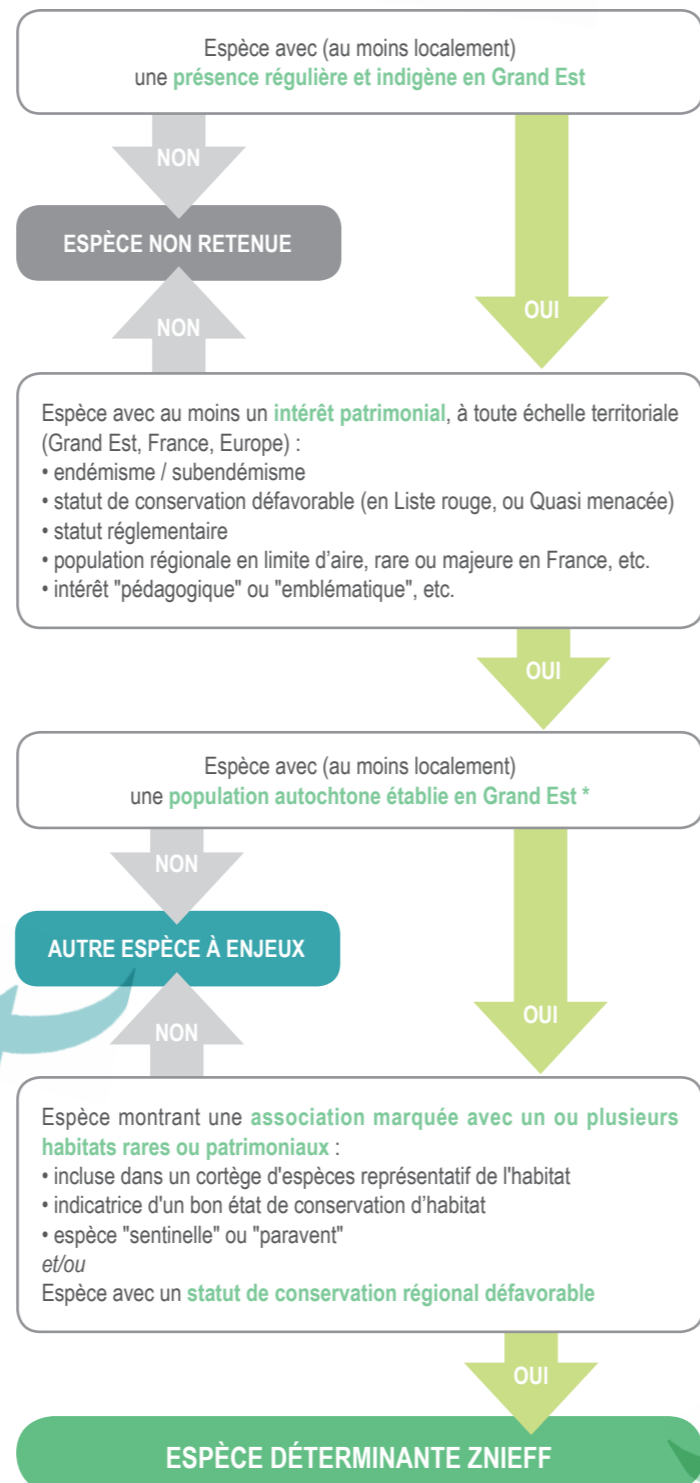 Espèce avec (au moins localement)
une présence régulière et indigène en Grand Est
NON
ESPÈCE NON RETENUE
NON
OUI
Espèce avec au moins un intérêt patrimonial, à toute échelle territoriale
(Grand Est, France, Europe) :
• endémisme / subendémisme
• statut de conservation défavorable (en Liste rouge, ou Quasi menacée)
• statut réglementaire
• population régionale en limite d'aire, rare ou majeure en France, etc.
• intérêt "pédagogique" ou "emblématique", etc.
OUI
Espèce avec (au moins localement)
une population autochtone établie en Grand Est *
NON
AUTRE ESPÈCE À ENJEUX
NON
OUI
Espèce montrant une association marquée avec un ou plusieurs
habitats rares ou patrimoniaux :
• incluse dans un cortège d'espèces représentatif de l'habitat
• indicatrice d'un bon état de conservation d'habitat
• espèce "sentinelle" ou "paravent"
et/ou
Espèce avec un statut de conservation régional défavorable
OUI
ESPÈCE DÉTERMINANTE ZNIEFF